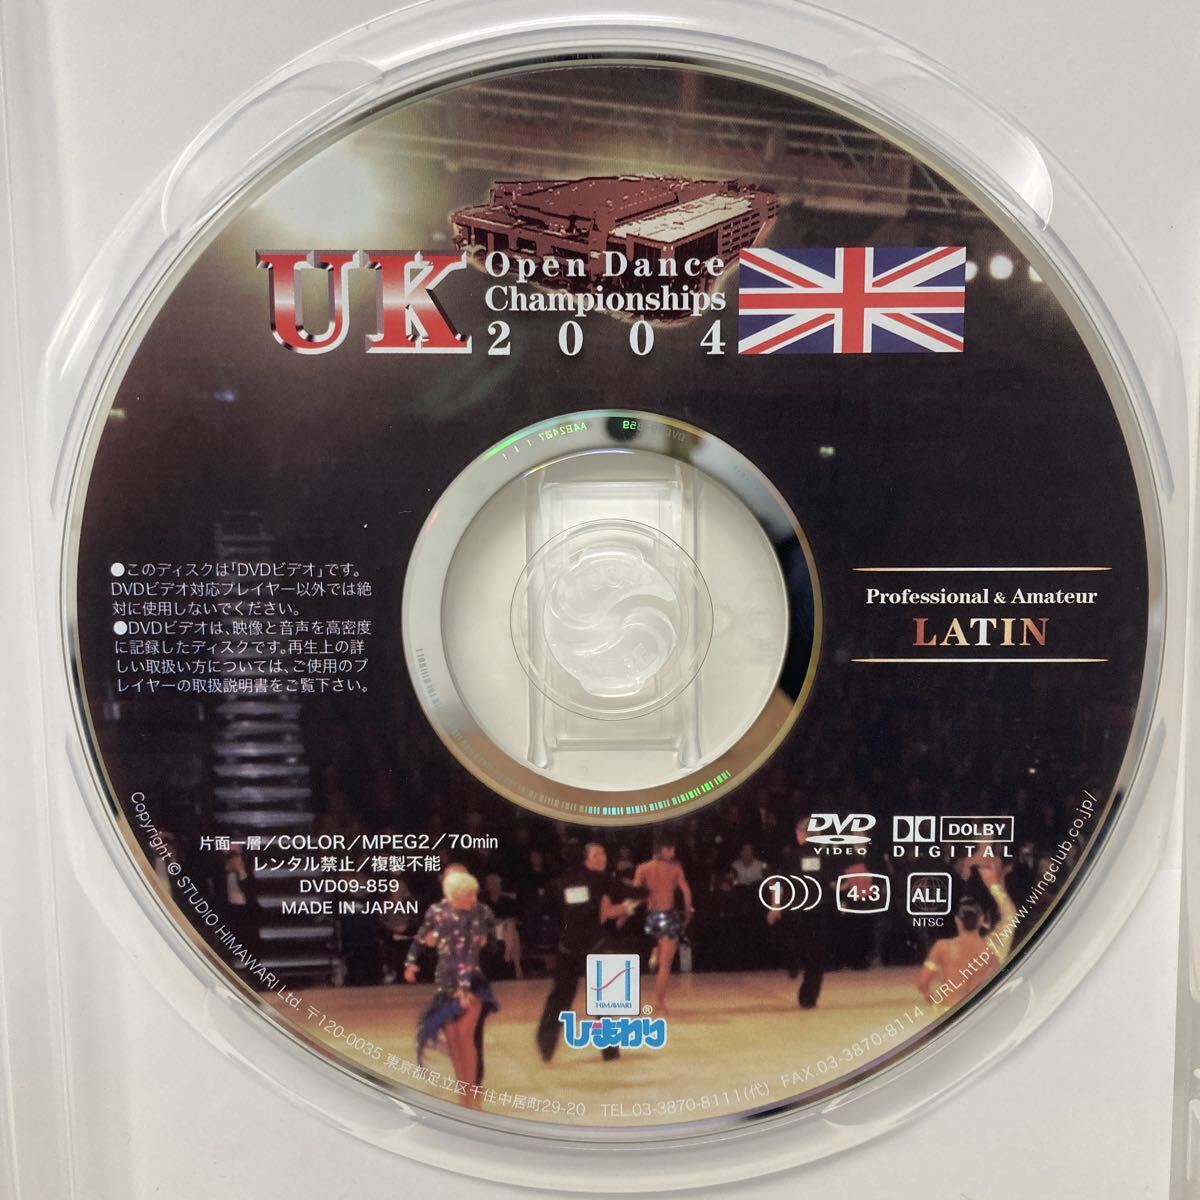 UK
Open Dance
Championships
2004
●このディスクは「DVDビデオ」です。
DVDビデオ対応プレイヤー以外では絶
対に使用しないでください。
●DVDビデオは、映像と音声を高密度
に記録したディスクです。再生上の詳
しい取扱い方については、ご使用のプ
レイヤーの取扱説明書をご覧下さい。
Professional & Amateur
LATIN
片面一層/COLOR/MPEG2/70min
レンタル禁止/複製不能
DVD09-859
MADE IN JAPAN
DVD
VIDEO
DOLBY
DIGITAL
1
4:3
ALL
NTSC
H
HIMAWARI
®
ひまわり
Copyright © STUDIO HIMAWARI Ltd. 〒120-0035 東京都足立区千住中居町29-20 TEL.03-3870-8111(代) FAX.03-3870-8114 URL.http://www.wingclub.co.jp/